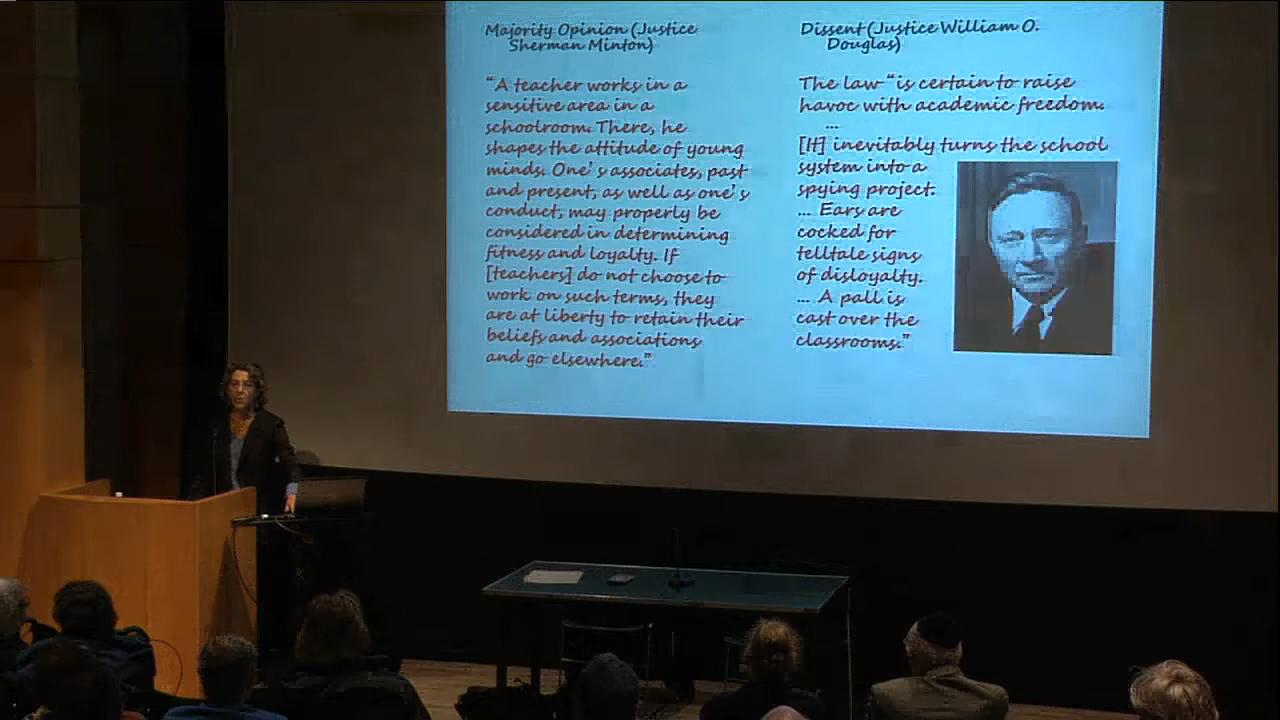 Majority Opinion (Justice
Sherman Minton)
“A teacher works in a
sensitive area in a
schoolroom. There, he
shapes the attitude of young
minds. One’s associates, past
and present, as well as one’s
conduct, may properly be
considered in determining
fitness and loyalty. If
[teachers] do not choose to
work on such terms, they
are at liberty to retain their
beliefs and associations
and go elsewhere.”
Dissent (Justice William O.
Douglas)
The law “is certain to raise
havoc with academic freedom.
...
[It] inevitably turns the school
system into a
spying project.
... Ears are
cocked for
telltale signs
of disloyalty.
... A pall is
cast over the
classrooms.”